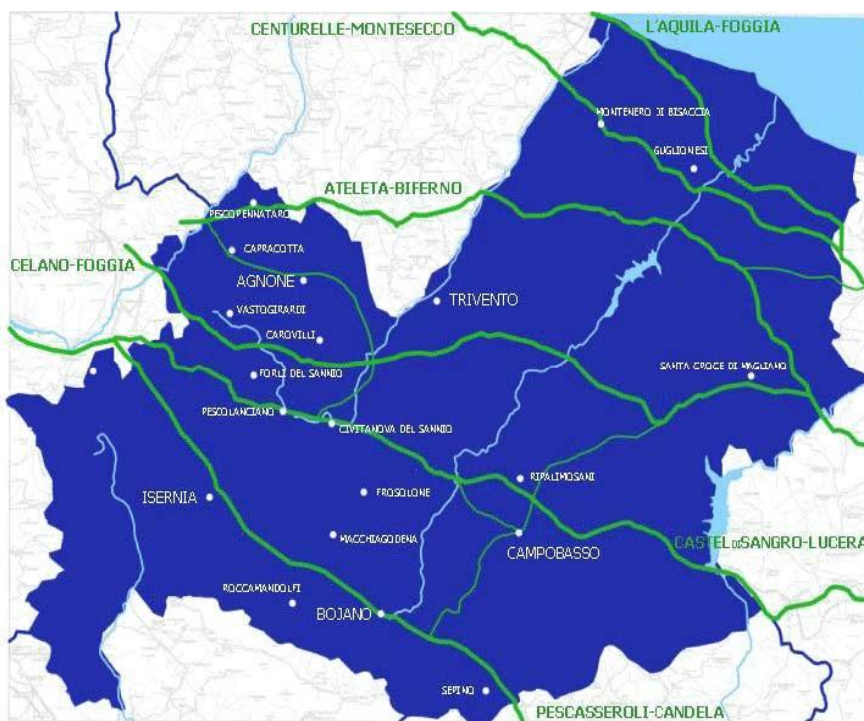 L'AQUILA-FOGGIA
CENTURELLE-MONTESECCO
MONTENERO DI BISACCIA
GUGLIONESI
ATELETA-BIFERNO
PESCOPENNATARO
CAPRACOTTA
CELANO-FOGGIA
AGNONE
TRIVENTO
VASTOGIRARDI
CAROVILLI
SANTA CROCE DI MAGLIANO
FORLI DEL SANNIO
PESCOLANCIANO
CIVITANOVA DEL SANNIO
RIPALIMOSANI
FROSOLONE
ISERNIA
MACCHIAGODENA
CAMPOBASSO
CASTEL DI SANGRO-LUCERA
ROCCAMANDOLFI
BOJANO
SEPINO
PESCASSEROLI-CANDELA